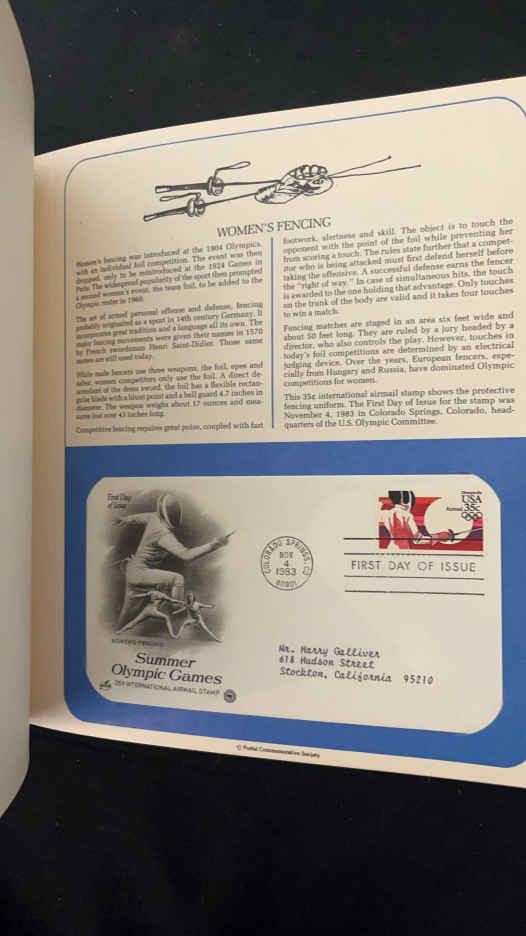 WOMEN'S FENCING
Women's fencing was introduced at the 1904 Olympics,
with an individual foil competition. The event was then
dropped, only to be reintroduced at the 1924 Games in
Paris. The widespread popularity of the sport then prompted
a second women's event, the team foil, to be added to the
Olympic roster in 1960.
The art of armed personal offense and defense, fencing
probably originated as a sport in 14th century Germany. It
incorporates great tradition and a language all its own. The
major fencing movements were given their names in 1570
by French swordsman Henri Saint-Didier. Those same
names are still used today.
While male fencers use three weapons, the foil, epee and
saber, women competitors only use the foil. A direct de-
scendant of the dress sword, the foil has a flexible rectan-
gular blade with a blunt point and a bell guard 4.7 inches in
diameter. The weapon weighs about 17 ounces and mea-
sures just over 43 inches long.
Competitive fencing requires great poise, coupled with fast
footwork, alertness and skill. The object is to touch the
opponent with the point of the foil while preventing her
from scoring a touch. The rules state further that a compet-
itor who is being attacked must first defend herself before
taking the offensive. A successful defense earns the fencer
the "right of way." In case of simultaneous hits, the touch
is awarded to the one holding that advantage. Only touches
on the trunk of the body are valid and it takes four touches
to win a match.
Fencing matches are staged in an area six feet wide and
about 50 feet long. They are ruled by a jury headed by a
director, who also controls the play. However, touches in
today's foil competitions are determined by an electrical
judging device. Over the years, European fencers, espe-
cially from Hungary and Russia, have dominated Olympic
competitions for women.
This 35¢ international airmail stamp shows the protective
fencing uniform. The First Day of Issue for the stamp was
November 4, 1983 in Colorado Springs, Colorado, head-
quarters of the U.S. Olympic Committee.
First Day
of Issue
USA
Airmail 35c
COLORADO SPRINGS, CO
NOV
4
1983
80901
FIRST DAY OF ISSUE
WOMEN'S FENCING
Summer
Olympic Games
35¢ INTERNATIONAL AIRMAIL STAMP
Mr. Harry Galliver
618 Hudson Street
Stockton, California 95210
© Postal Commemorative Society